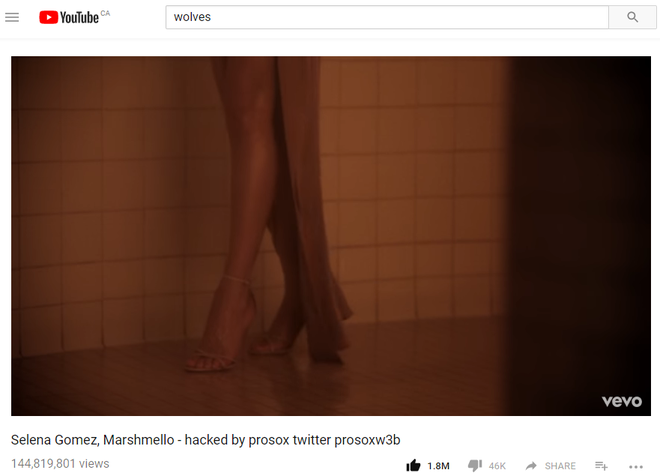 YouTube CA
wolves
vevo
Selena Gomez, Marshmello - hacked by prosox twitter prosoxw3b
144,819,801 views
1.8M
46K
SHARE